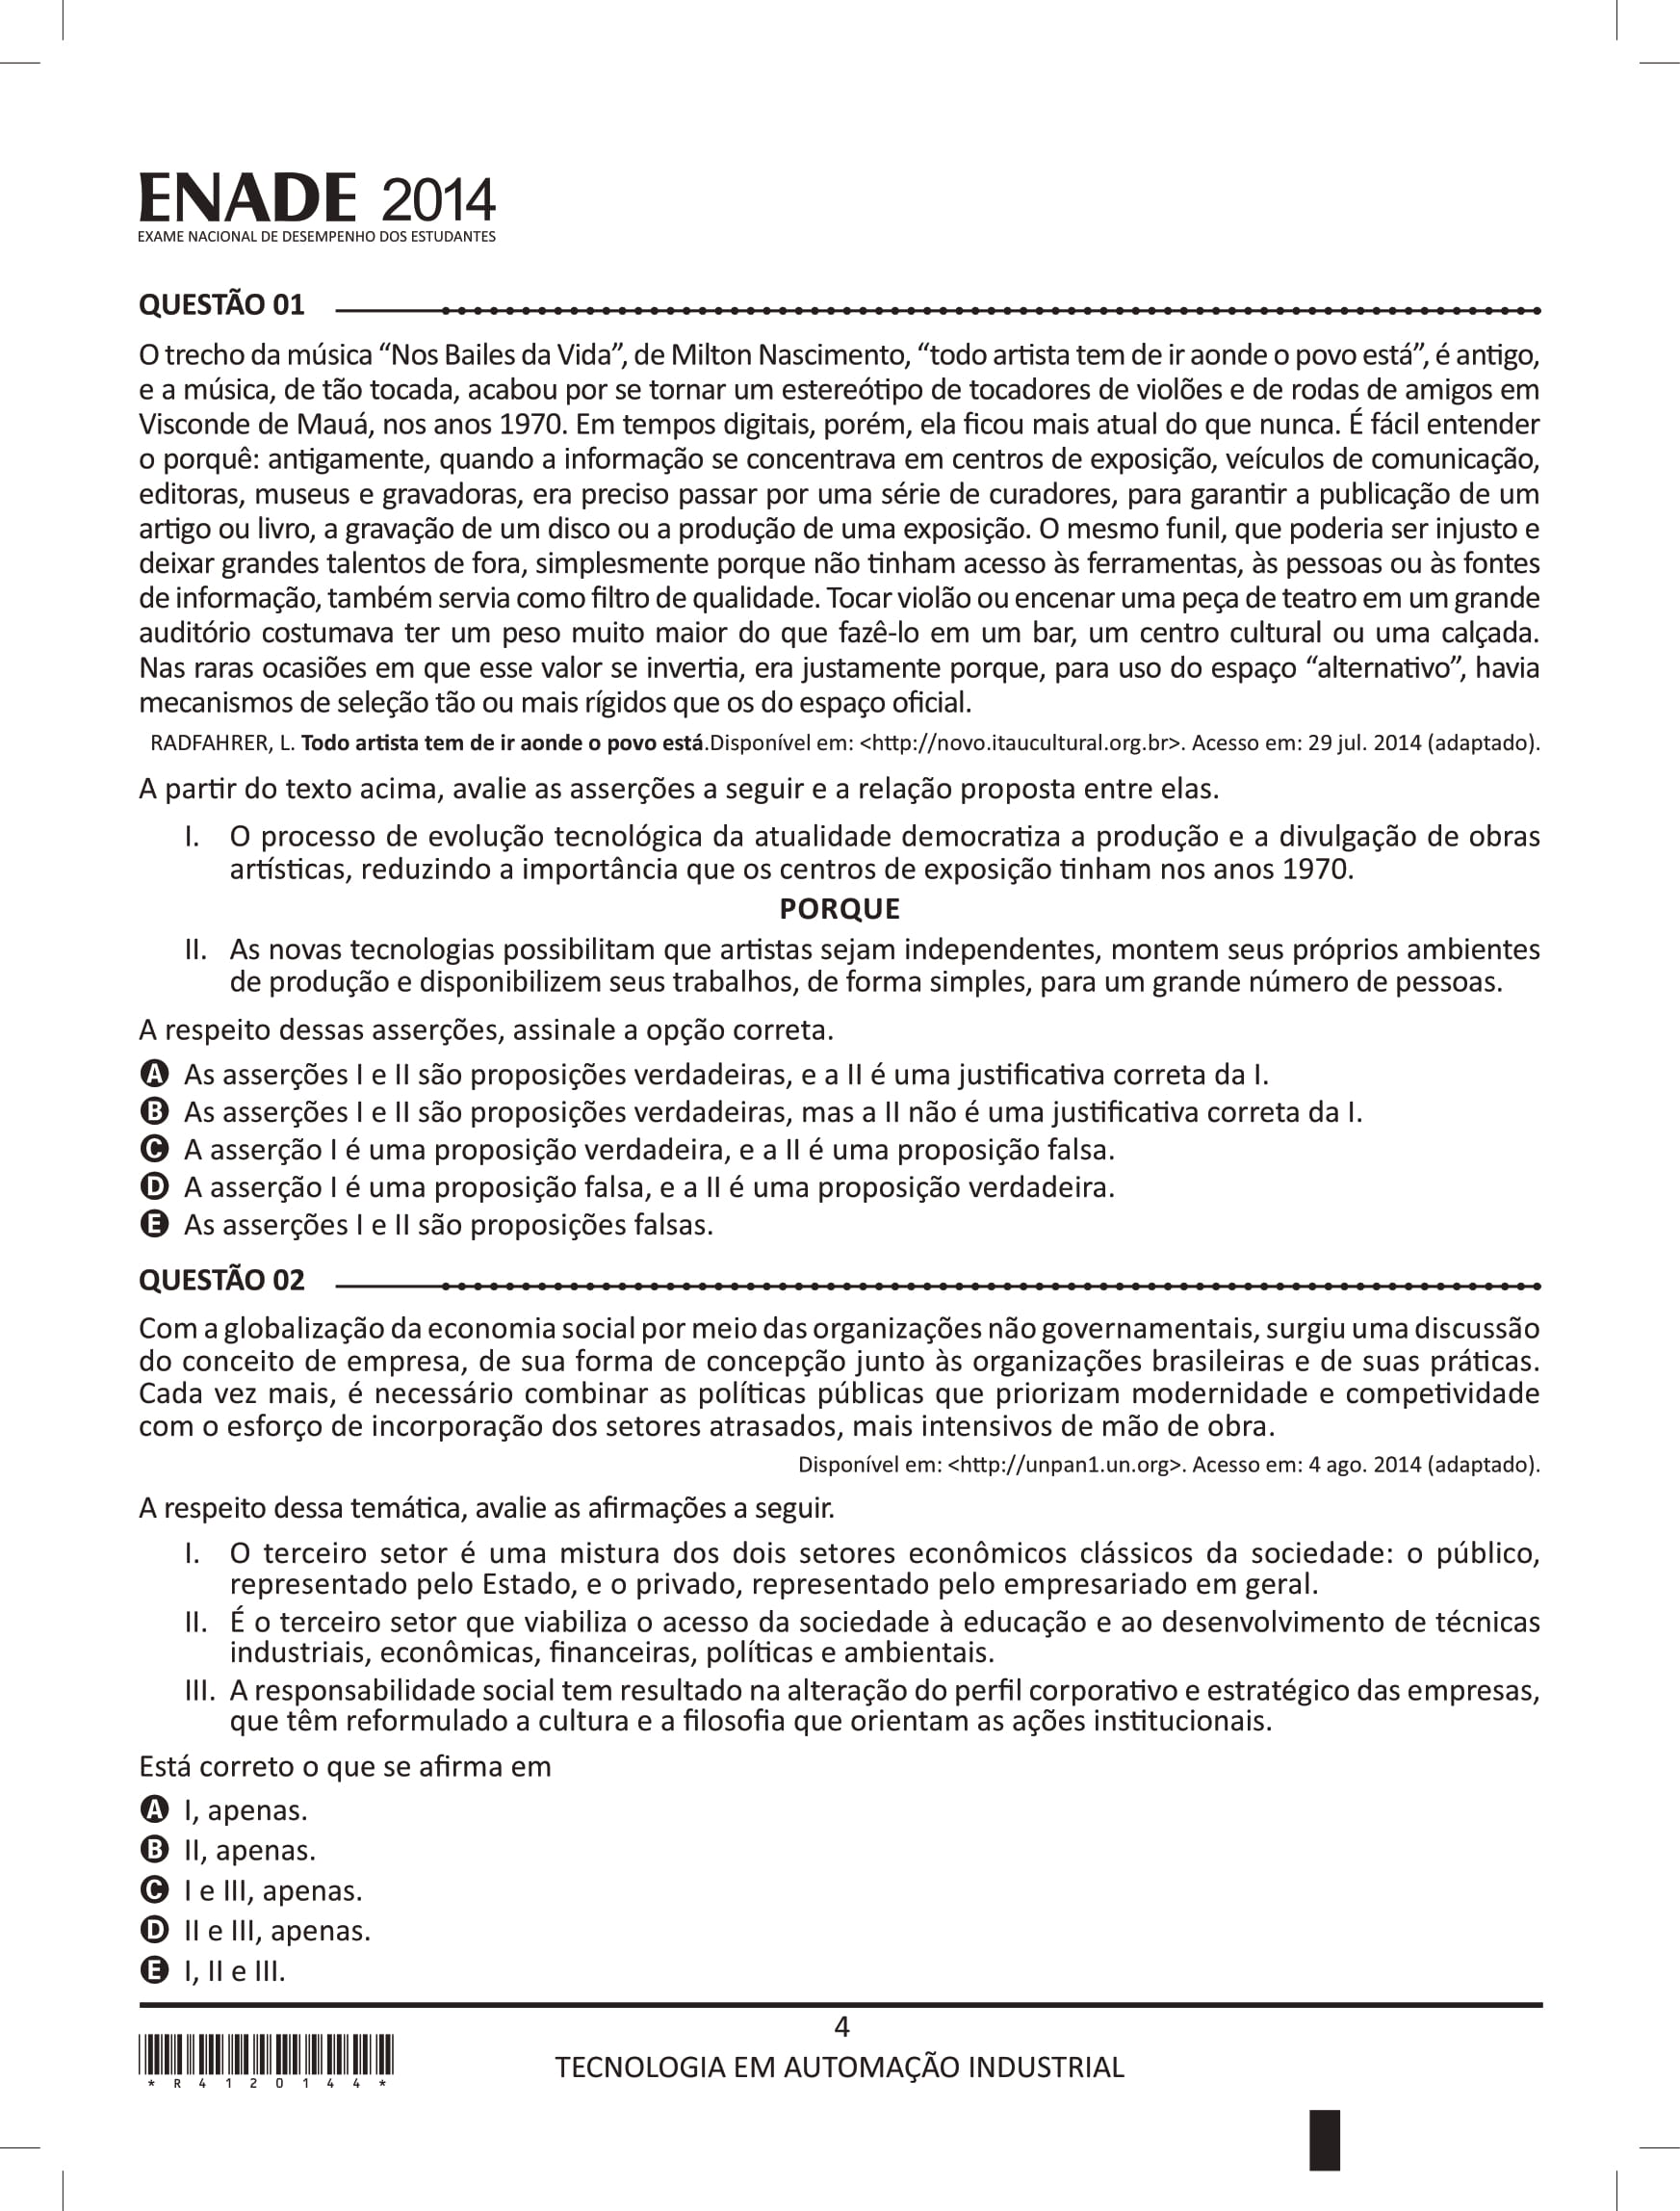 ENADE 2014
EXAME NACIONAL DE DESEMPENHO DOS ESTUDANTES
QUESTÃO 01
O trecho da música “Nos Bailes da Vida”, de Milton Nascimento, “todo artista tem de ir aonde o povo está”, é antigo,
e a música, de tão tocada, acabou por se tornar um estereótipo de tocadores de violões e de rodas de amigos em
Visconde de Mauá, nos anos 1970. Em tempos digitais, porém, ela ficou mais atual do que nunca. É fácil entender
o porquê: antigamente, quando a informação se concentrava em centros de exposição, veículos de comunicação,
editoras, museus e gravadoras, era preciso passar por uma série de curadores, para garantir a publicação de um
artigo ou livro, a gravação de um disco ou a produção de uma exposição. O mesmo funil, que poderia ser injusto e
deixar grandes talentos de fora, simplesmente porque não tinham acesso às ferramentas, às pessoas ou às fontes
de informação, também servia como filtro de qualidade. Tocar violão ou encenar uma peça de teatro em um grande
auditório costumava ter um peso muito maior do que fazê-lo em um bar, um centro cultural ou uma calçada.
Nas raras ocasiões em que esse valor se invertia, era justamente porque, para uso do espaço “alternativo”, havia
mecanismos de seleção tão ou mais rígidos que os do espaço oficial.
RADFAHRER, L. Todo artista tem de ir aonde o povo está.Disponível em: <http://novo.itaucultural.org.br>. Acesso em: 29 jul. 2014 (adaptado).
A partir do texto acima, avalie as asserções a seguir e a relação proposta entre elas.
I. O processo de evolução tecnológica da atualidade democratiza a produção e a divulgação de obras
artísticas, reduzindo a importância que os centros de exposição tinham nos anos 1970.
PORQUE
II. As novas tecnologias possibilitam que artistas sejam independentes, montem seus próprios ambientes
de produção e disponibilizem seus trabalhos, de forma simples, para um grande número de pessoas.
A respeito dessas asserções, assinale a opção correta.
A As asserções I e II são proposições verdadeiras, e a II é uma justificativa correta da I.
B As asserções I e II são proposições verdadeiras, mas a II não é uma justificativa correta da I.
C A asserção I é uma proposição verdadeira, e a II é uma proposição falsa.
D A asserção I é uma proposição falsa, e a II é uma proposição verdadeira.
E As asserções I e II são proposições falsas.
QUESTÃO 02
Com a globalização da economia social por meio das organizações não governamentais, surgiu uma discussão
do conceito de empresa, de sua forma de concepção junto às organizações brasileiras e de suas práticas.
Cada vez mais, é necessário combinar as políticas públicas que priorizam modernidade e competividade
com o esforço de incorporação dos setores atrasados, mais intensivos de mão de obra.
Disponível em: <http://unpan1.un.org>. Acesso em: 4 ago. 2014 (adaptado).
A respeito dessa temática, avalie as afirmações a seguir.
I. O terceiro setor é uma mistura dos dois setores econômicos clássicos da sociedade: o público,
representado pelo Estado, e o privado, representado pelo empresariado em geral.
II. É o terceiro setor que viabiliza o acesso da sociedade à educação e ao desenvolvimento de técnicas
industriais, econômicas, financeiras, políticas e ambientais.
III. A responsabilidade social tem resultado na alteração do perfil corporativo e estratégico das empresas,
que têm reformulado a cultura e a filosofia que orientam as ações institucionais.
Está correto o que se afirma em
A I, apenas.
B II, apenas.
C I e III, apenas.
D II e III, apenas.
E I, II e III.
4
TECNOLOGIA EM AUTOMAÇÃO INDUSTRIAL
* R 4 1 2 0 1 4 4 *